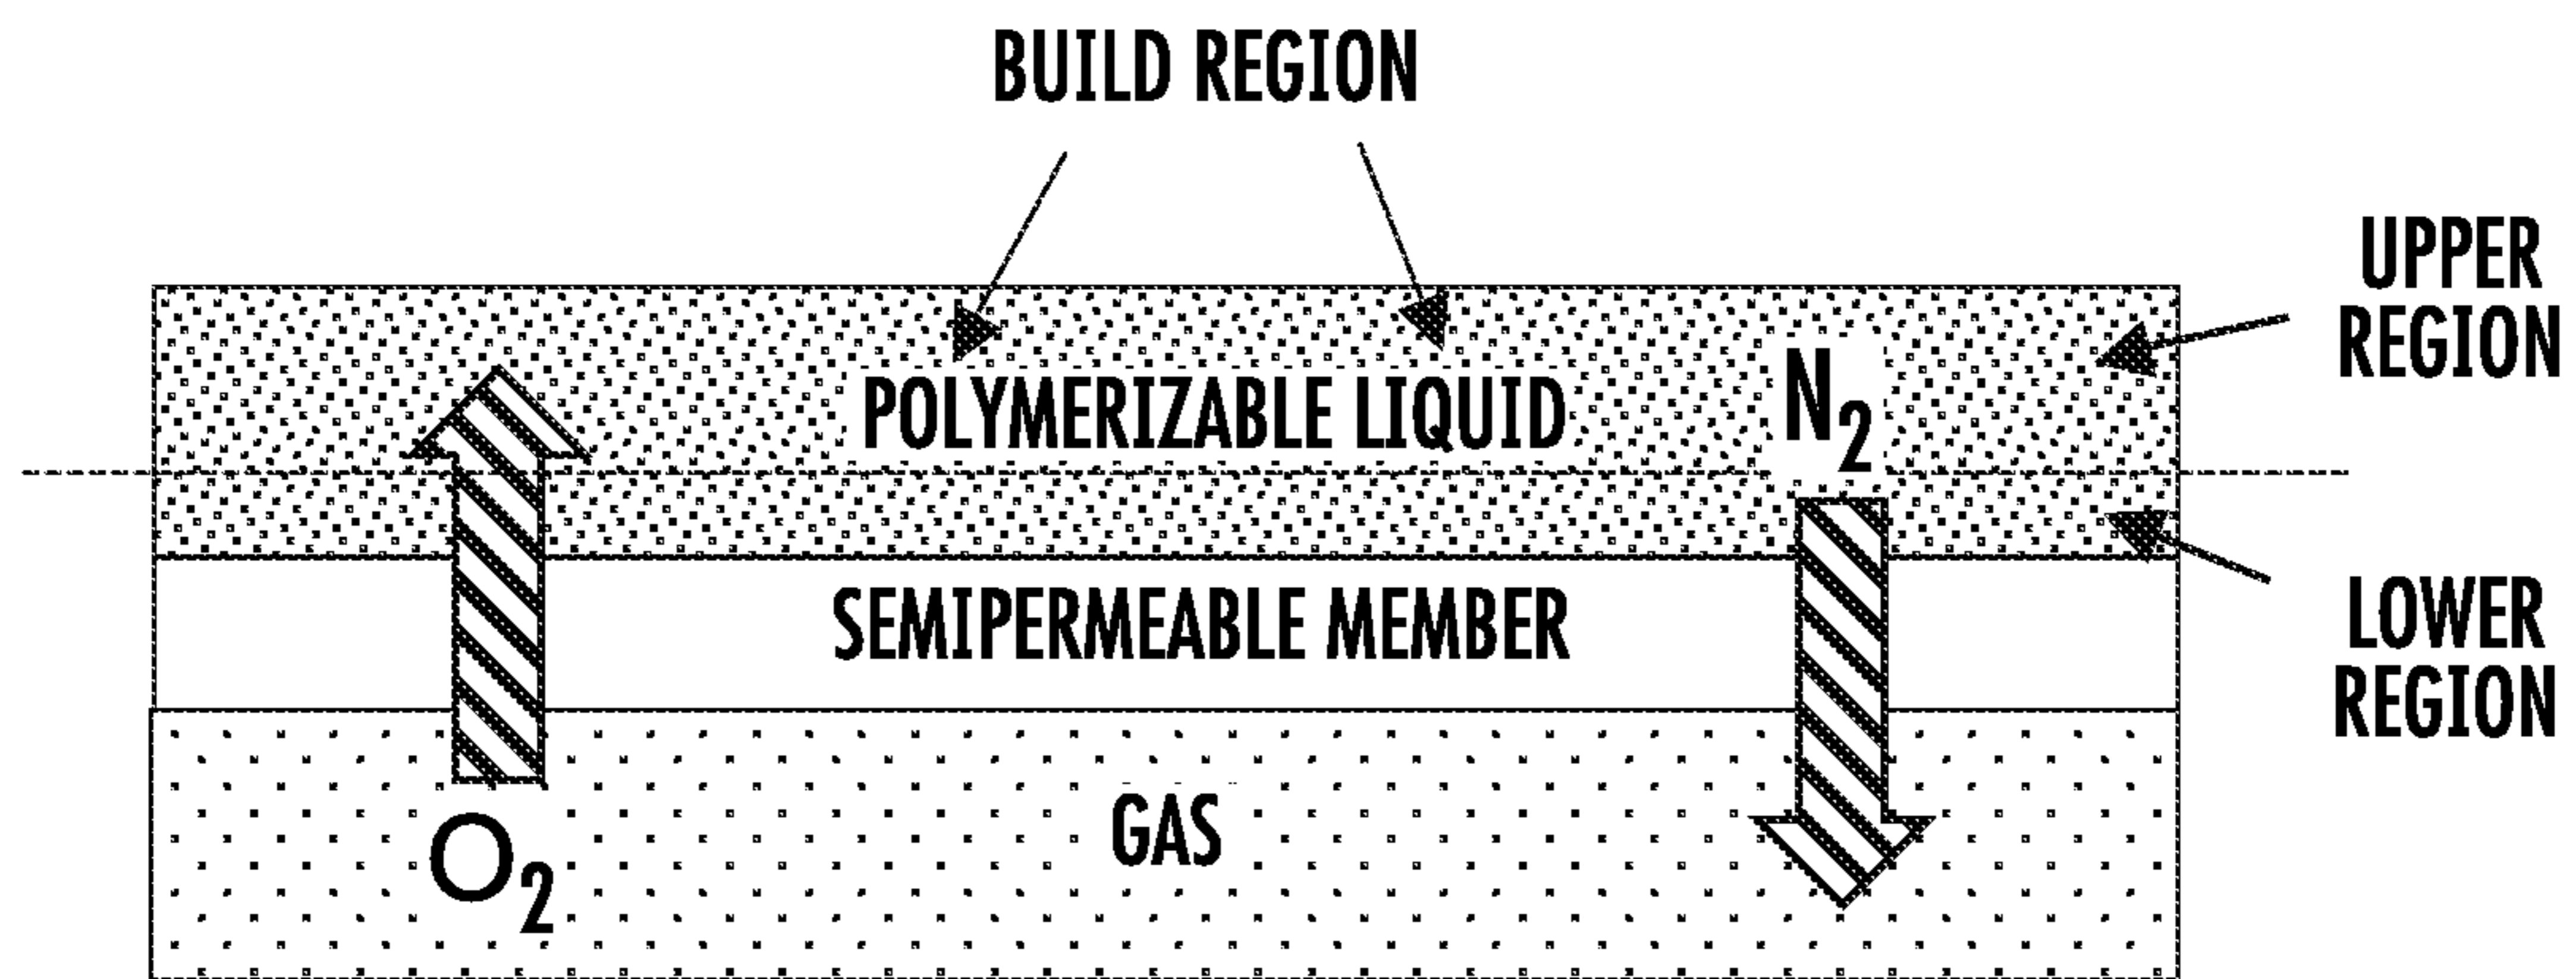 BUILD REGION
UPPER
REGION
POLYMERIZABLE LIQUID
N2
SEMIPERMEABLE MEMBER
LOWER
REGION
GAS
O2